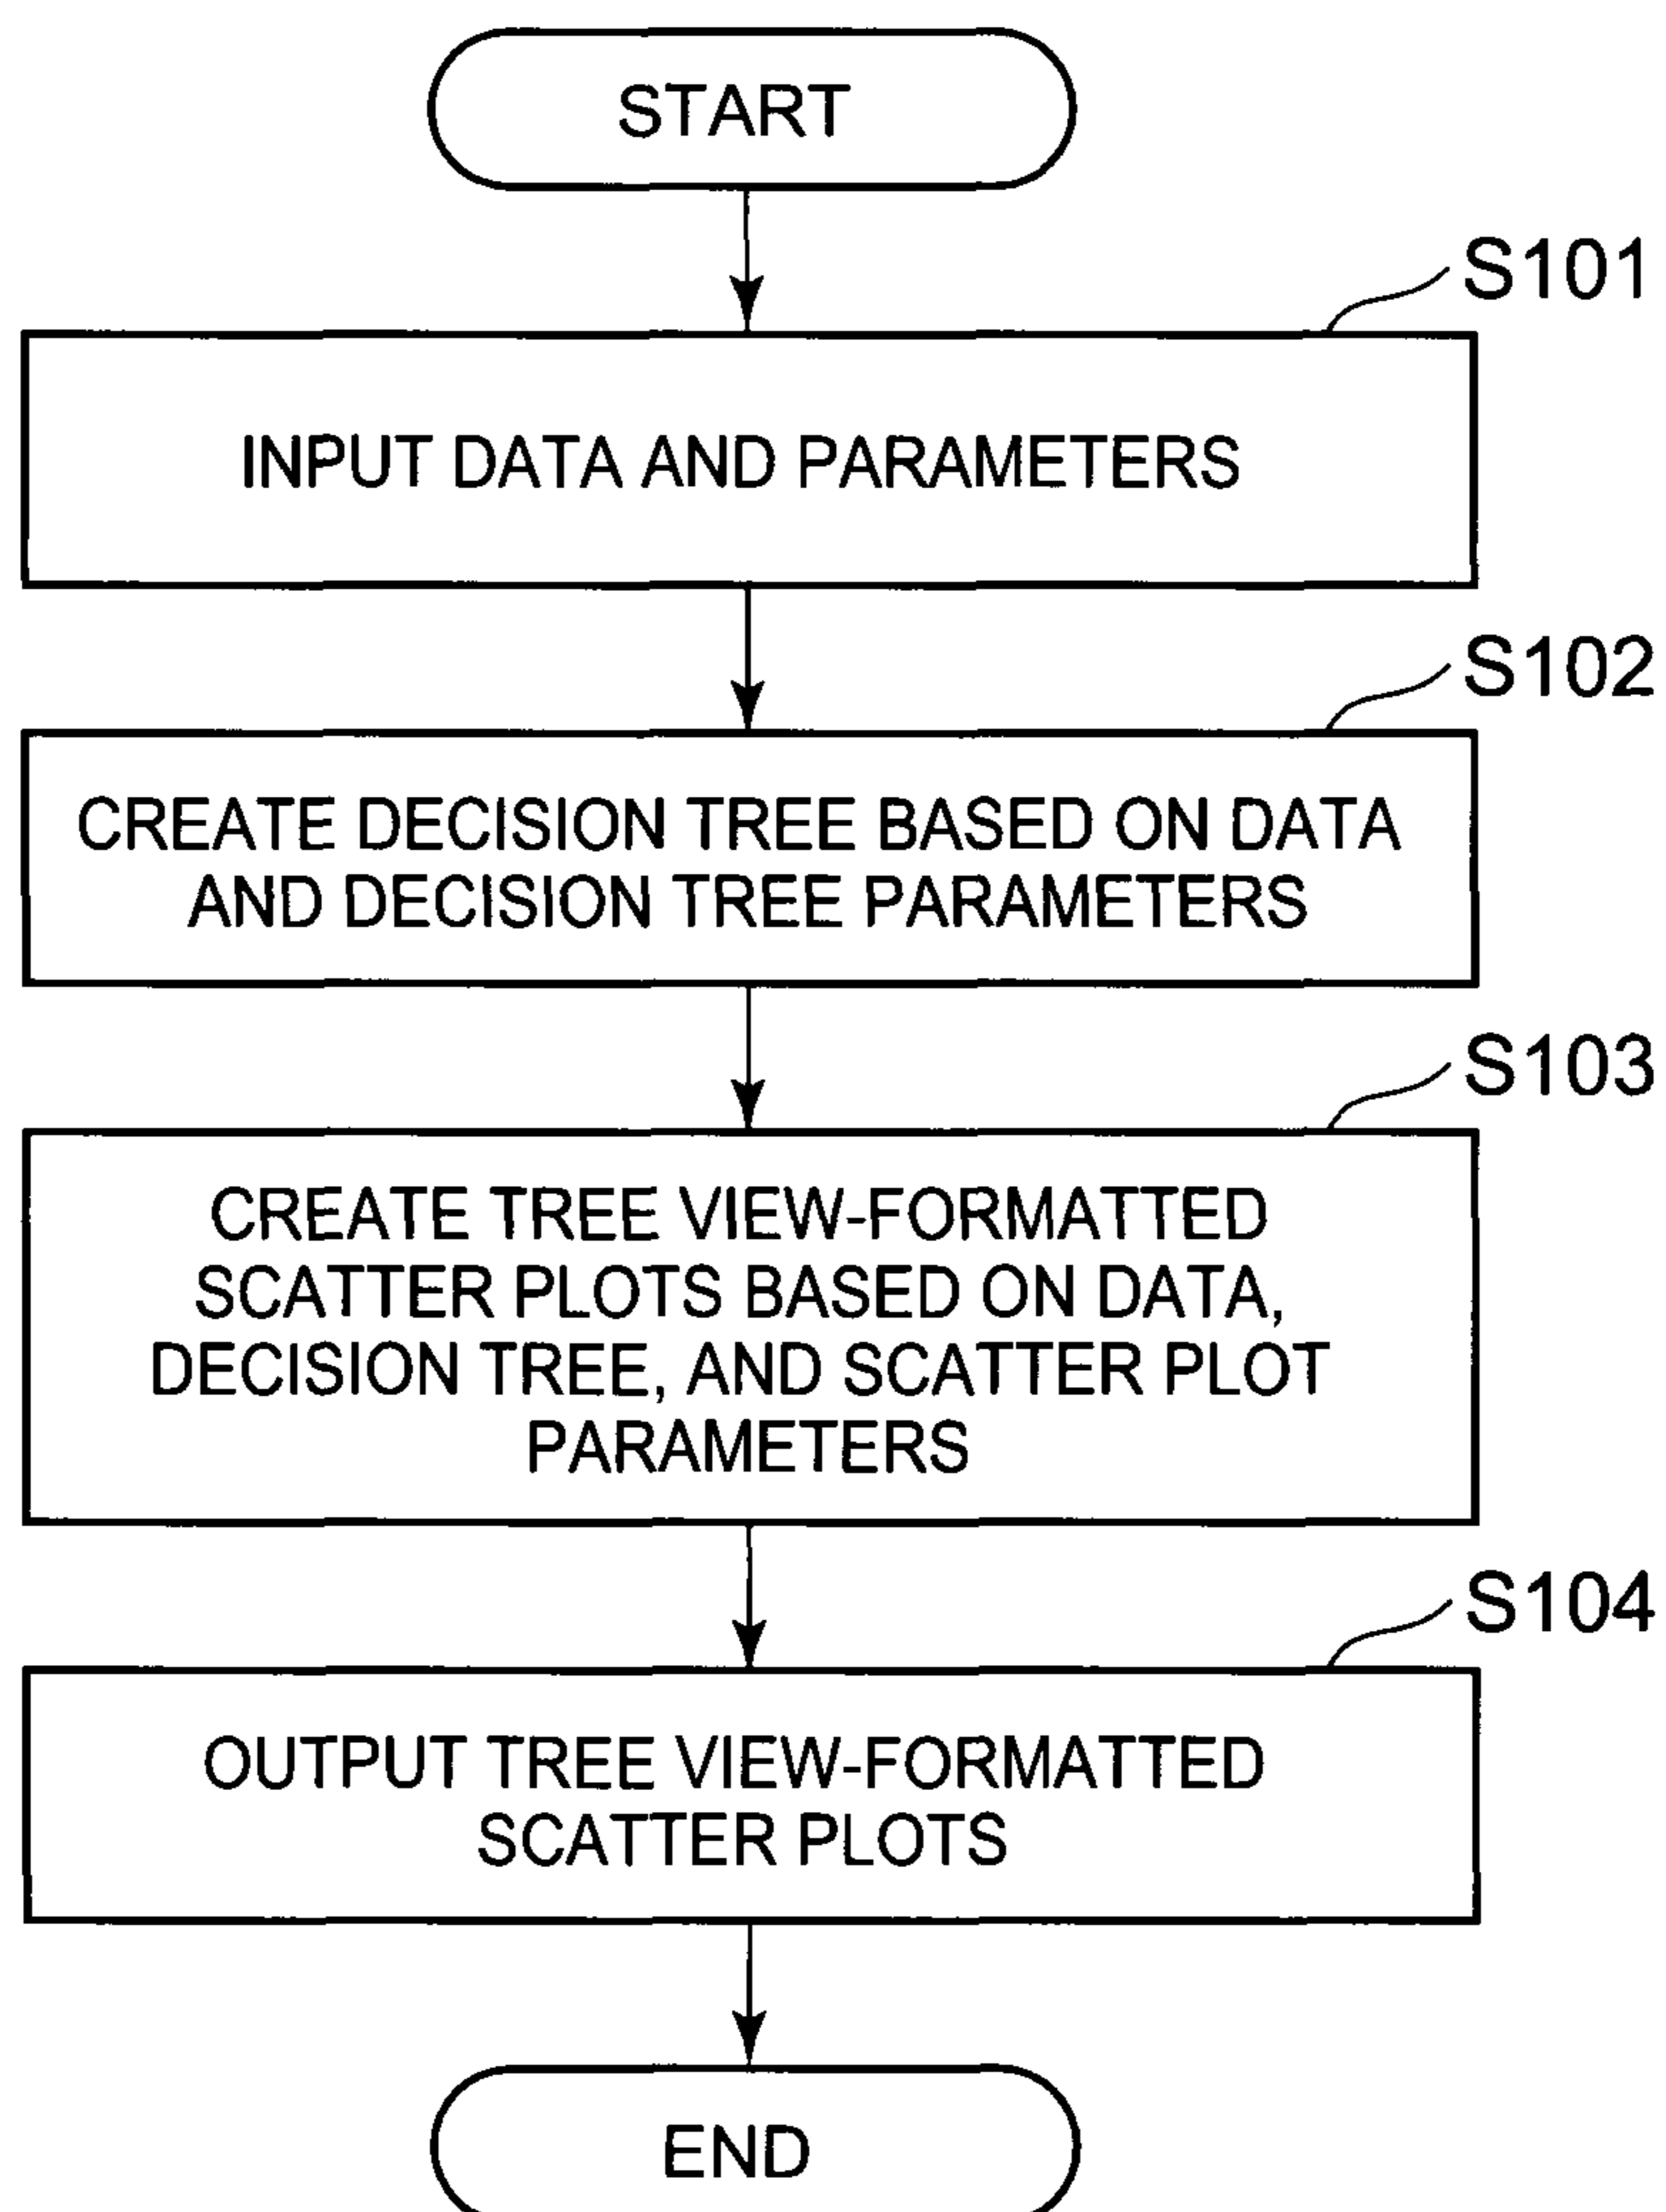 START
S101
INPUT DATA AND PARAMETERS
S102
CREATE DECISION TREE BASED ON DATA
AND DECISION TREE PARAMETERS
S103
CREATE TREE VIEW-FORMATTED
SCATTER PLOTS BASED ON DATA,
DECISION TREE, AND SCATTER PLOT
PARAMETERS
S104
OUTPUT TREE VIEW-FORMATTED
SCATTER PLOTS
END